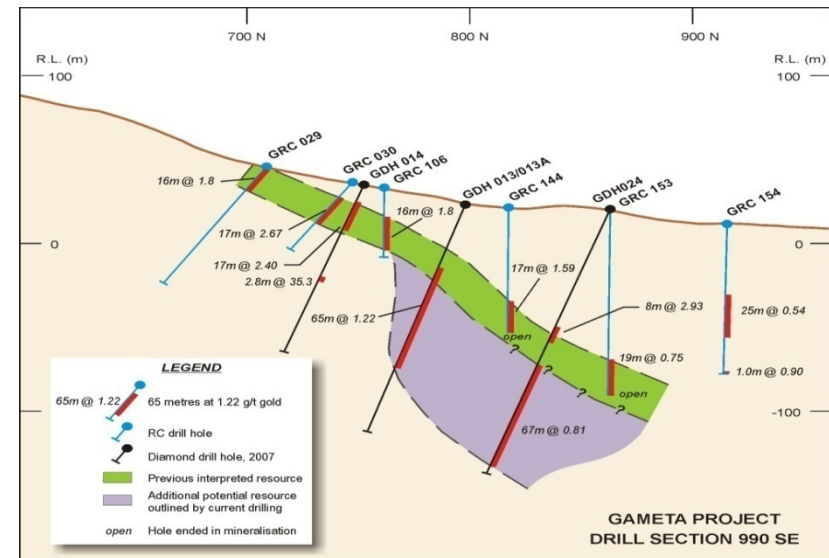 700 N
800 N
900 N
R.L. (m)
R.L. (m)
100
100
GRC 029
GRC 030
GDH 014
GRC 106
GDH 013/013A
GRC 144
GDH024
GRC 153
GRC 154
16m @ 1.8
16m @ 1.8
0
0
17m @ 2.67
17m @ 2.40
2.8m @ 35.3
17m @ 1.59
65m @ 1.22
8m @ 2.93
25m @ 0.54
open
?
?
19m @ 0.75
1.0m @ 0.90
?
open
?
?
-100
67m @ 0.81
LEGEND
65m @ 1.22
65 metres at 1.22 g/t gold
RC drill hole
Diamond drill hole, 2007
Previous interpreted resource
Additional potential resource
outlined by current drilling
open
Hole ended in mineralisation
GAMETA PROJECT
DRILL SECTION 990 SE